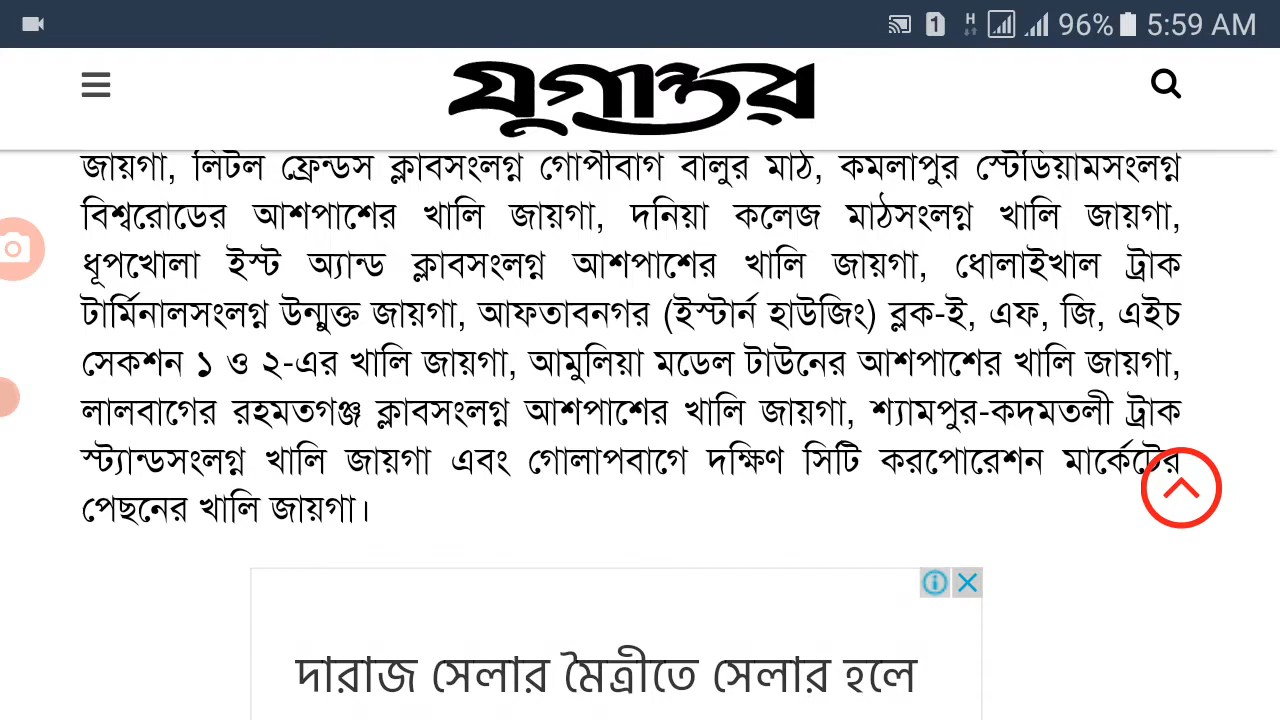 1 H 96% 5:59 AM
যুগান্তর
জায়গা, লিটল ফ্রেন্ডস ক্লাবসংলগ্ন গোপীবাগ বালুর মাঠ, কমলাপুর স্টেডিয়ামসংলগ্ন
বিশ্বরোডের আশপাশের খালি জায়গা, দনিয়া কলেজ মাঠসংলগ্ন খালি জায়গা,
ধূপখোলা ইস্ট অ্যান্ড ক্লাবসংলগ্ন আশপাশের খালি জায়গা, ধোলাইখাল ট্রাক
টার্মিনালসংলগ্ন উন্মুক্ত জায়গা, আফতাবনগর (ইস্টার্ন হাউজিং) ব্লক-ই, এফ, জি, এইচ
সেকশন ১ ও ২-এর খালি জায়গা, আমুলিয়া মডেল টাউনের আশপাশের খালি জায়গা,
লালবাগের রহমতগঞ্জ ক্লাবসংলগ্ন আশপাশের খালি জায়গা, শ্যামপুর-কদমতলী ট্রাক
স্ট্যান্ডসংলগ্ন খালি জায়গা এবং গোলাপবাগে দক্ষিণ সিটি করপোরেশন মার্কেটের
পেছনের খালি জায়গা।
দারাজ সেলার মৈত্রীতে সেলার হলে